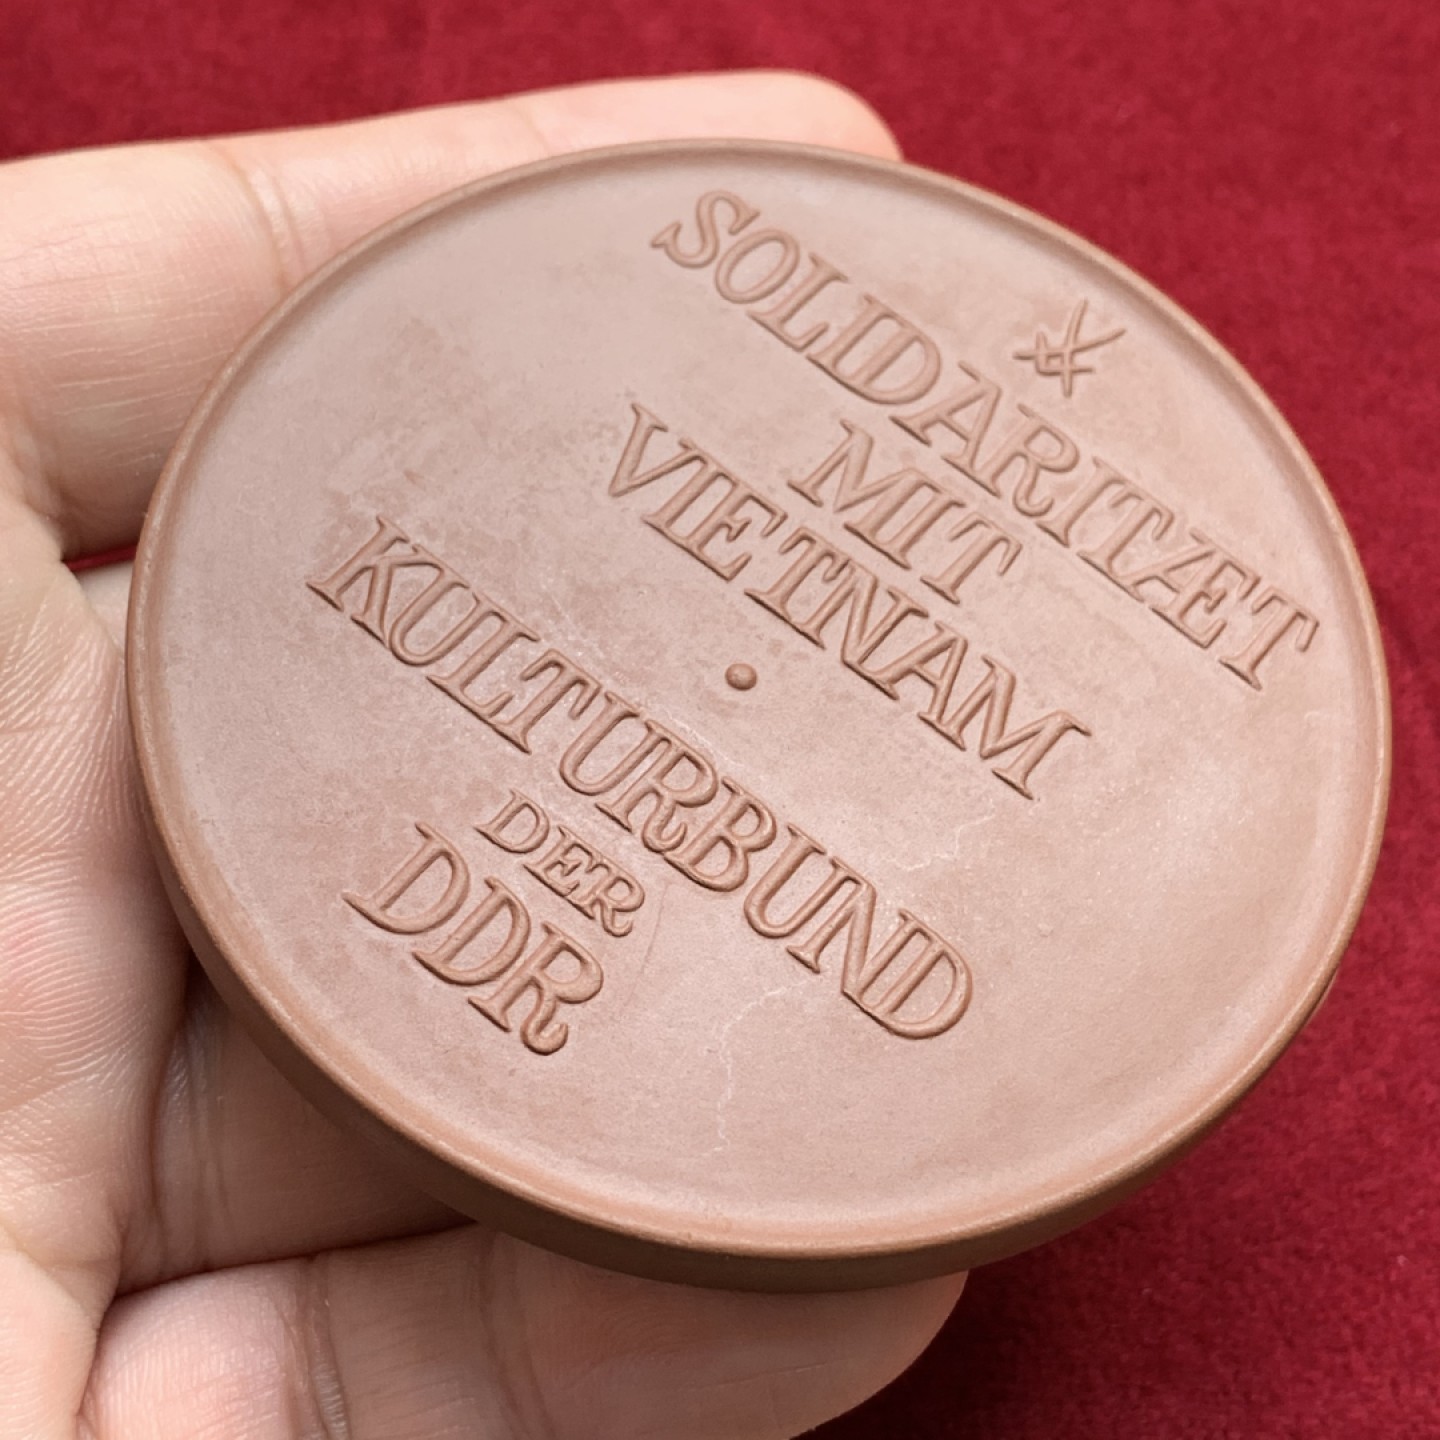 SOLIDARITÆT
MIT
VIETNAM
•
KULTURBUND
DER
DDR